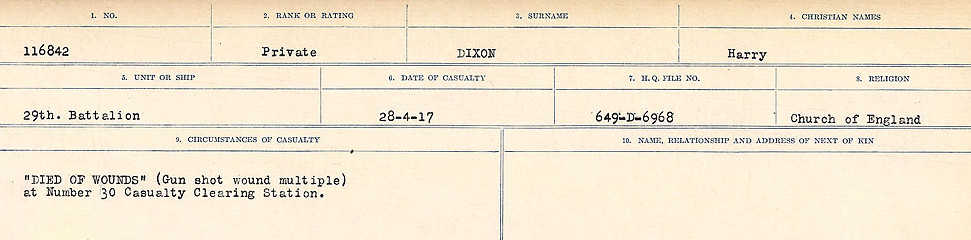 1. NO. 2. RANK OR RATING 3. SURNAME 4. CHRISTIAN NAMES
116842 Private DIXON Harry
5. UNIT OR SHIP 6. DATE OF CASUALTY 7. H.Q. FILE NO. 8. RELIGION
29th. Battalion 28-4-17 649-D-6968 Church of England
9. CIRCUMSTANCES OF CASUALTY 10. NAME, RELATIONSHIP AND ADDRESS OF NEXT OF KIN
"DIED OF WOUNDS" (Gun shot wound multiple)
at Number 30 Casualty Clearing Station.